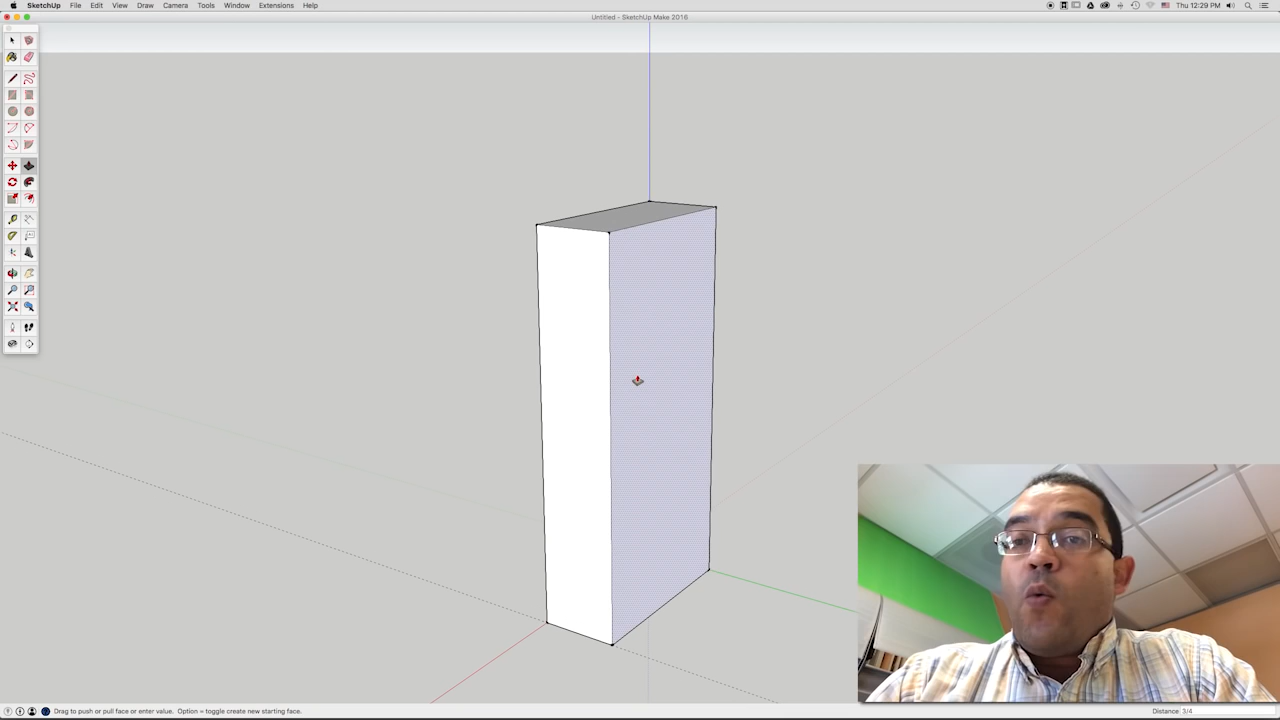 SketchUp File Edit View Draw Camera Tools Window Extensions Help Thu 12:29 PM
Untitled - SketchUp Make 2016
Drag to push or pull face or enter value. Option = toggle create new starting face. Distance 3/4